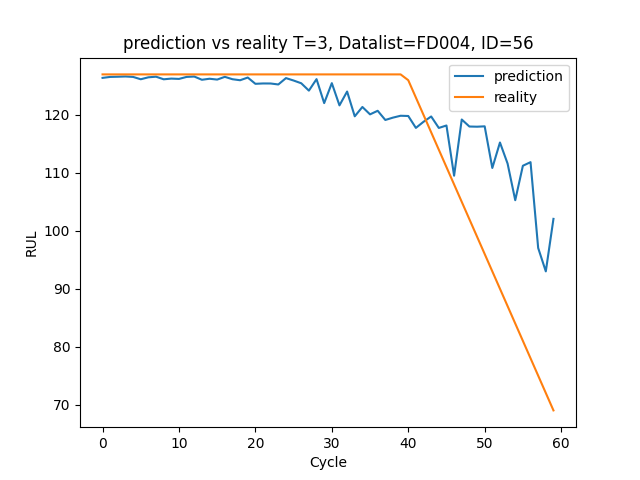 prediction vs reality T=3, Datalist=FD004, ID=56
prediction
reality
RUL
120
110
100
90
80
70
0 10 20 30 40 50 60
Cycle